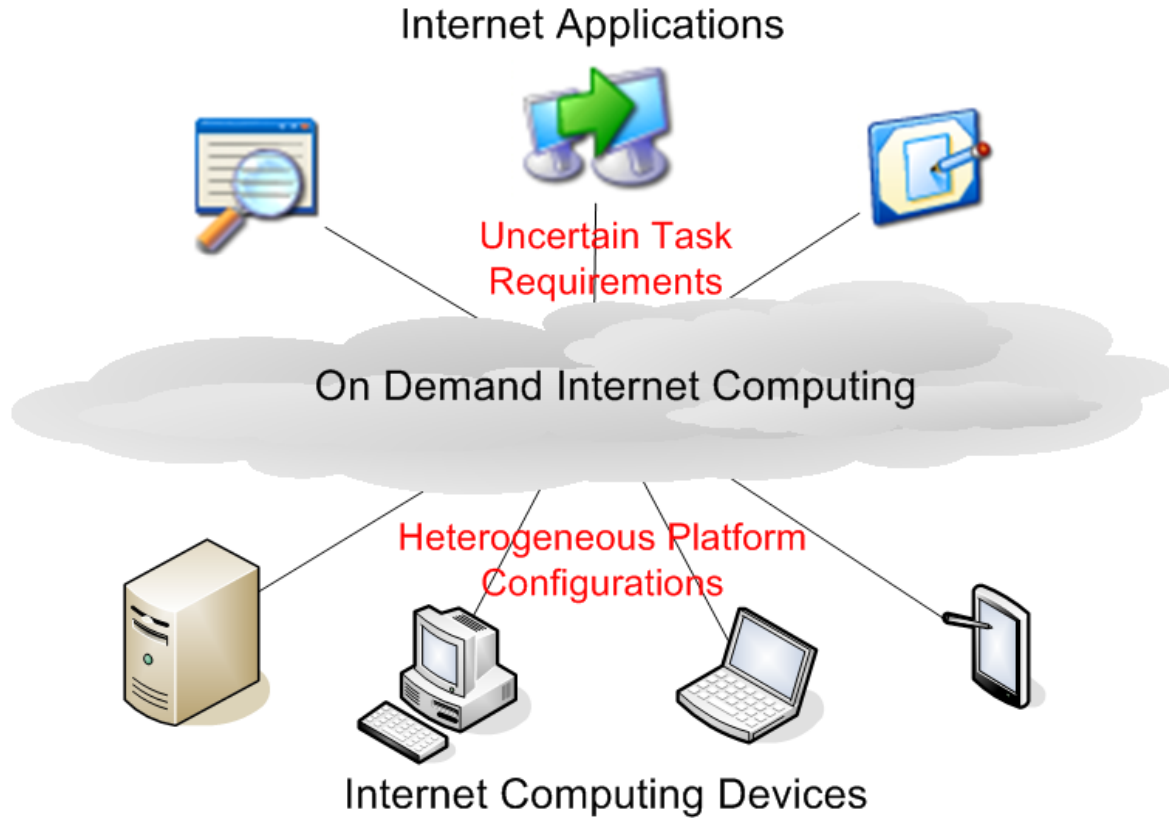 Internet Applications
Uncertain Task
Requirements
On Demand Internet Computing
Heterogeneous Platform
Configurations
Internet Computing Devices